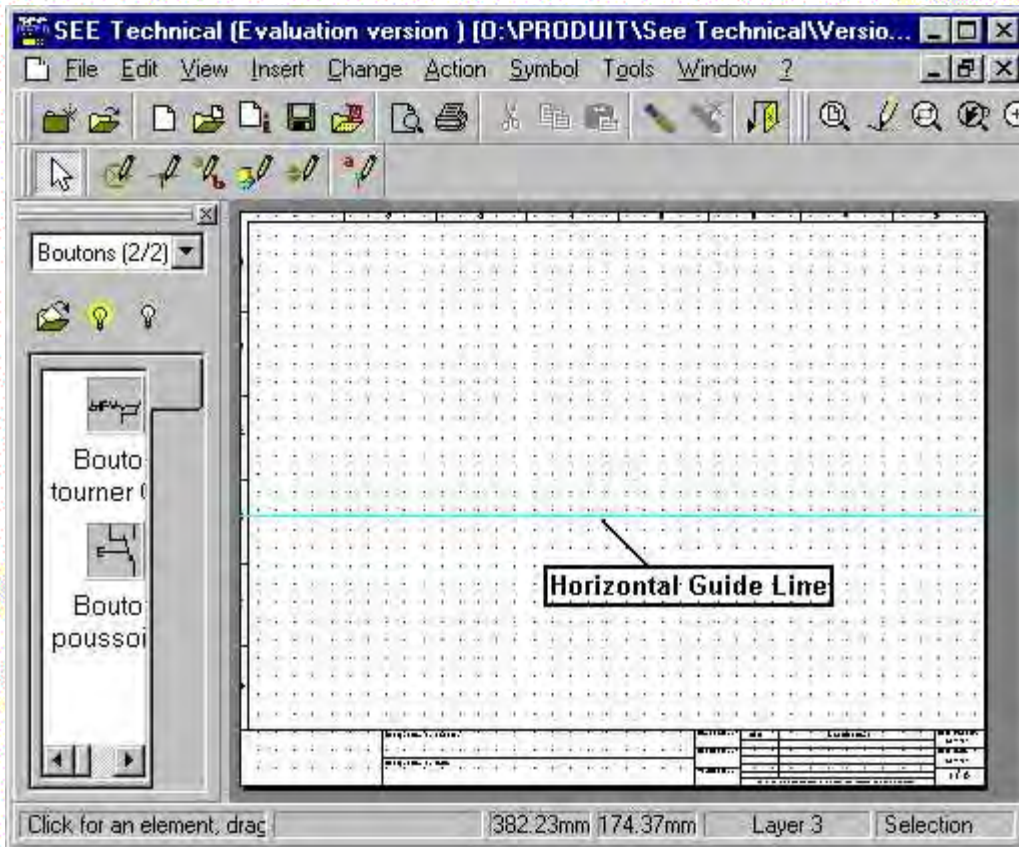 SEE Technical (Evaluation version ) [O:\PRODUIT\See Technical\Versio...
File Edit View Insert Change Action Symbol Tools Window ?
Boutons (2/2)
Bouto
tourner (
Bouto
poussoi
Horizontal Guide Line
Click for an element, drag 382.23mm 174.37mm Layer 3 Selection